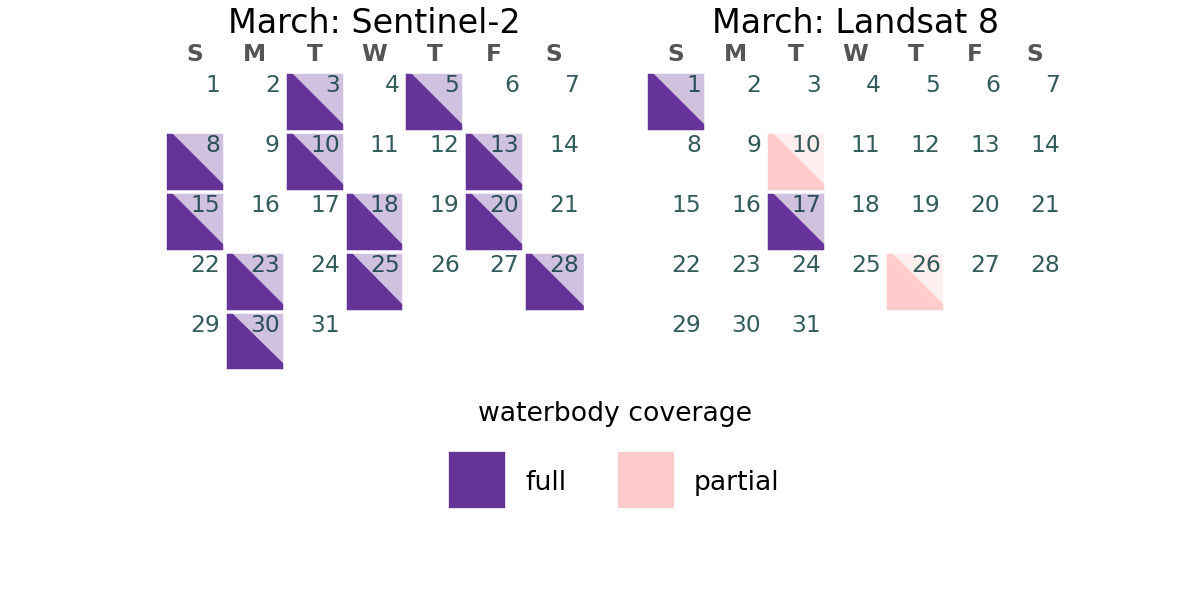 March: Sentinel-2
S M T W T F S
1 2 3 4 5 6 7
8 9 10 11 12 13 14
15 16 17 18 19 20 21
22 23 24 25 26 27 28
29 30 31
March: Landsat 8
S M T W T F S
1 2 3 4 5 6 7
8 9 10 11 12 13 14
15 16 17 18 19 20 21
22 23 24 25 26 27 28
29 30 31
waterbody coverage
full
partial